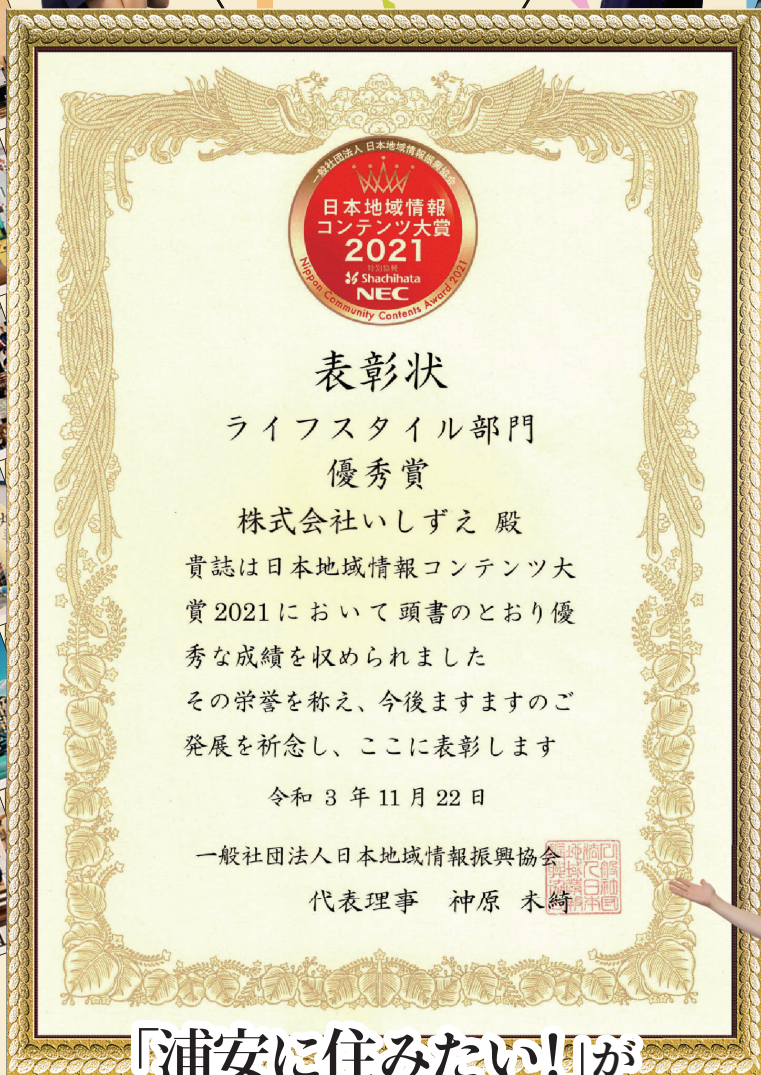 一般社団法人 日本地域情報振興協会
日本地域情報
コンテンツ大賞
2021
特別協賛
Shachihata
NEC
Nippon Community Contents Award 2021
表彰状
ライフスタイル部門
優秀賞
株式会社いしずえ 殿
貴誌は日本地域情報コンテンツ大
賞2021において頭書のとおり優
秀な成績を収められました
その栄誉を称え、今後ますますのご
発展を祈念し、ここに表彰します
令和 3 年 11 月 22 日
一般社団法人日本地域情報振興協会
代表理事 神原 未綺
「浦安に住みたい!」が